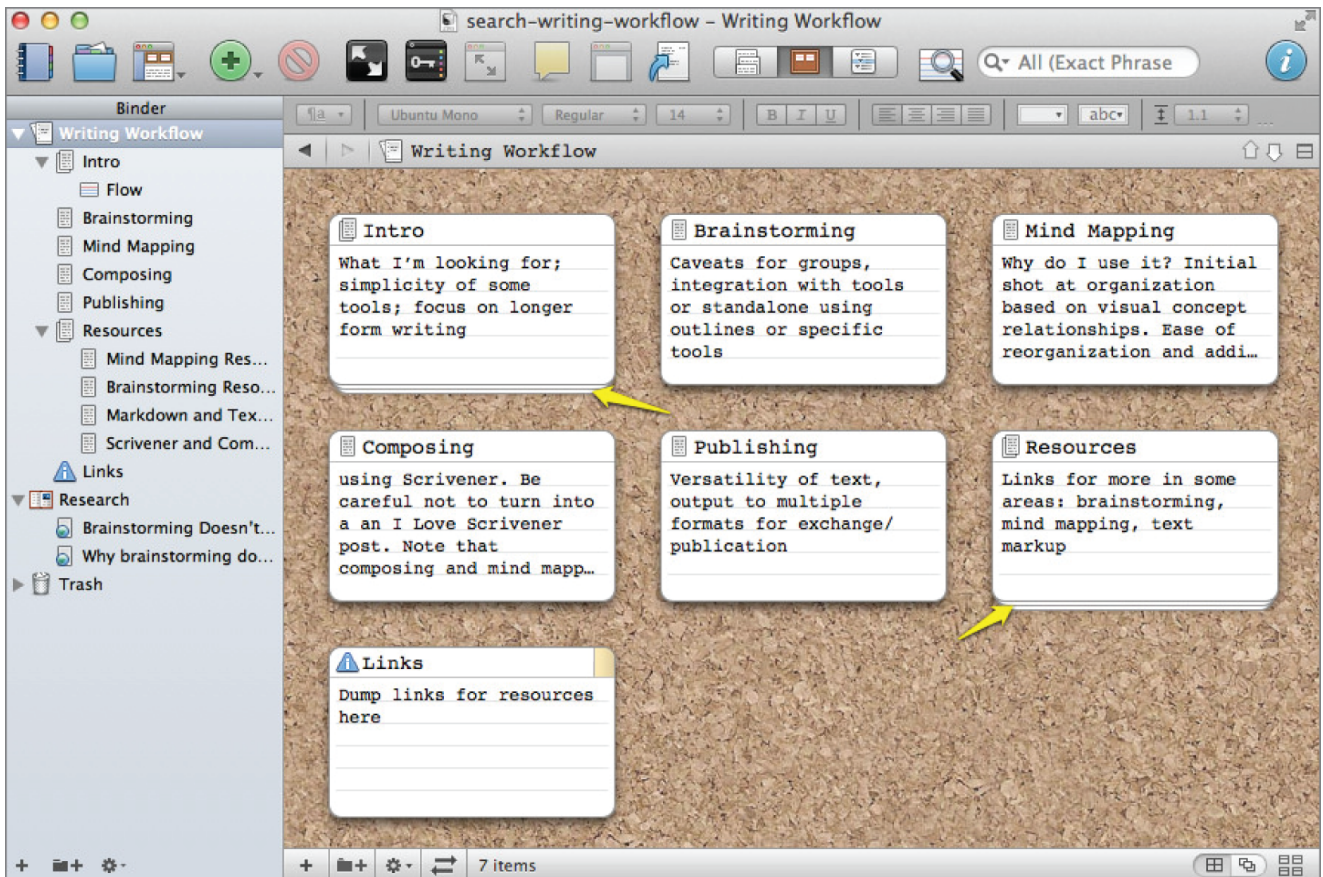 search-writing-workflow – Writing Workflow
All (Exact Phrase
Binder
¶a
Ubuntu Mono
Regular
14
B I U
abc
1.1
...
Writing Workflow
Writing Workflow
Intro
Flow
Brainstorming
Mind Mapping
Composing
Publishing
Resources
Mind Mapping Res...
Brainstorming Reso...
Markdown and Tex...
Scrivener and Com...
Links
Research
Brainstorming Doesn't...
Why brainstorming do...
Trash
Intro
What I'm looking for;
simplicity of some
tools; focus on longer
form writing
Brainstorming
Caveats for groups,
integration with tools
or standalone using
outlines or specific
tools
Mind Mapping
Why do I use it? Initial
shot at organization
based on visual concept
relationships. Ease of
reorganization and addi…
Composing
using Scrivener. Be
careful not to turn into
a an I Love Scrivener
post. Note that
composing and mind mapp…
Publishing
Versatility of text,
output to multiple
formats for exchange/
publication
Resources
Links for more in some
areas: brainstorming,
mind mapping, text
markup
Links
Dump links for resources
here
7 items